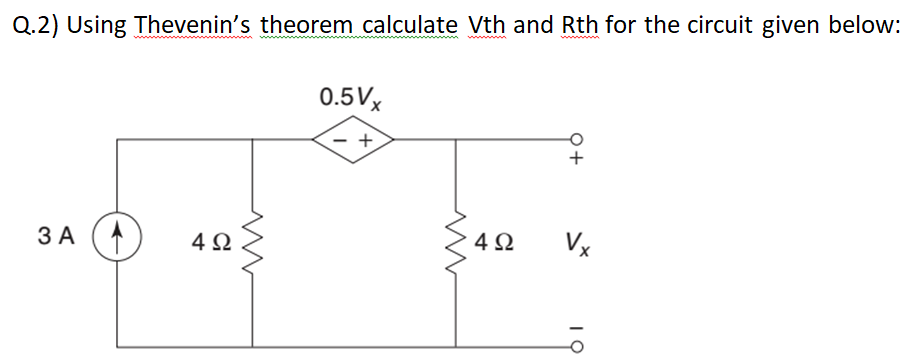 Q.2) Using Thevenin's theorem calculate Vth and Rth for the circuit given below:
0.5Vx
− +
+
3 A
4 Ω
4 Ω
Vx
−